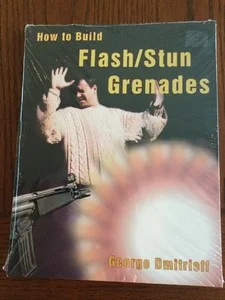 How to Build
Flash/Stun
Grenades
George Dmitrieff